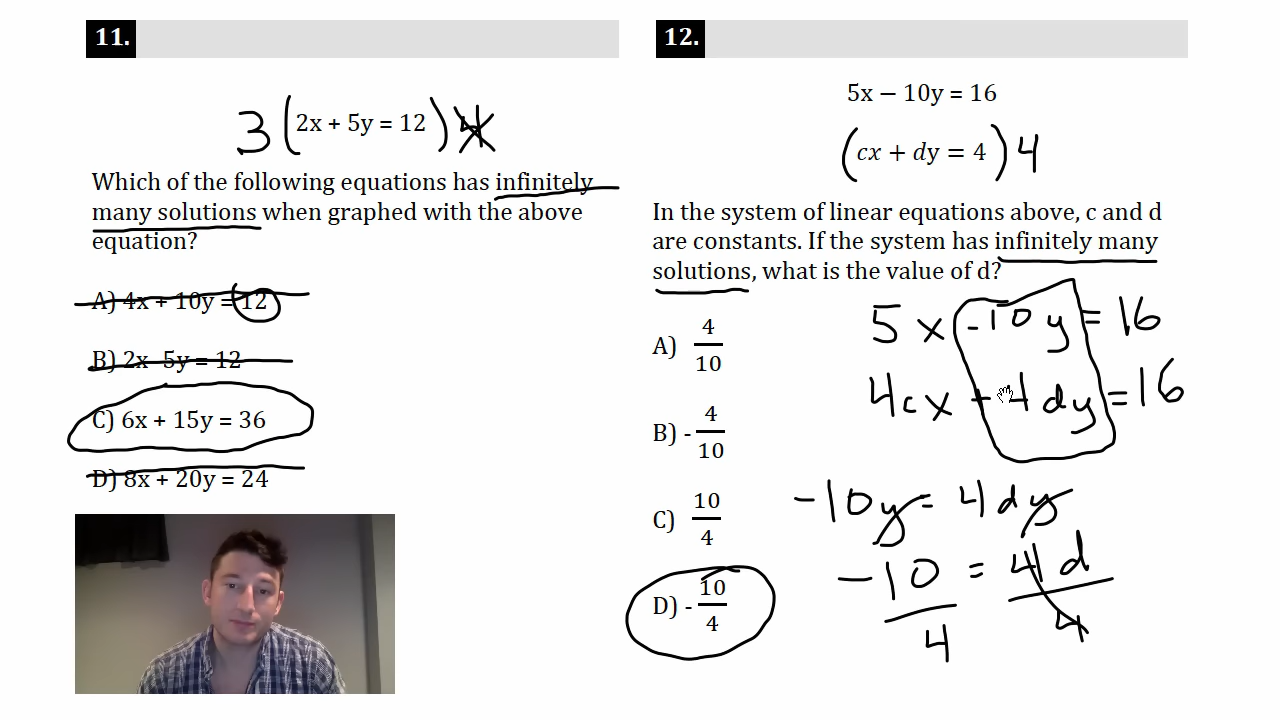 11.
3 (2x + 5y = 12) 4
Which of the following equations has infinitely
many solutions when graphed with the above
equation?
A) 4x + 10y = 12
B) 2x - 5y = 12
C) 6x + 15y = 36
D) 8x + 20y = 24
12.
5x − 10y = 16
(cx + dy = 4) 4
In the system of linear equations above, c and d
are constants. If the system has infinitely many
solutions, what is the value of d?
A) 4/10
B) - 4/10
C) 10/4
D) - 10/4
5x - 10y = 16
4cx + 4dy = 16
-10y = 4dy
-10 = 4d
4 4